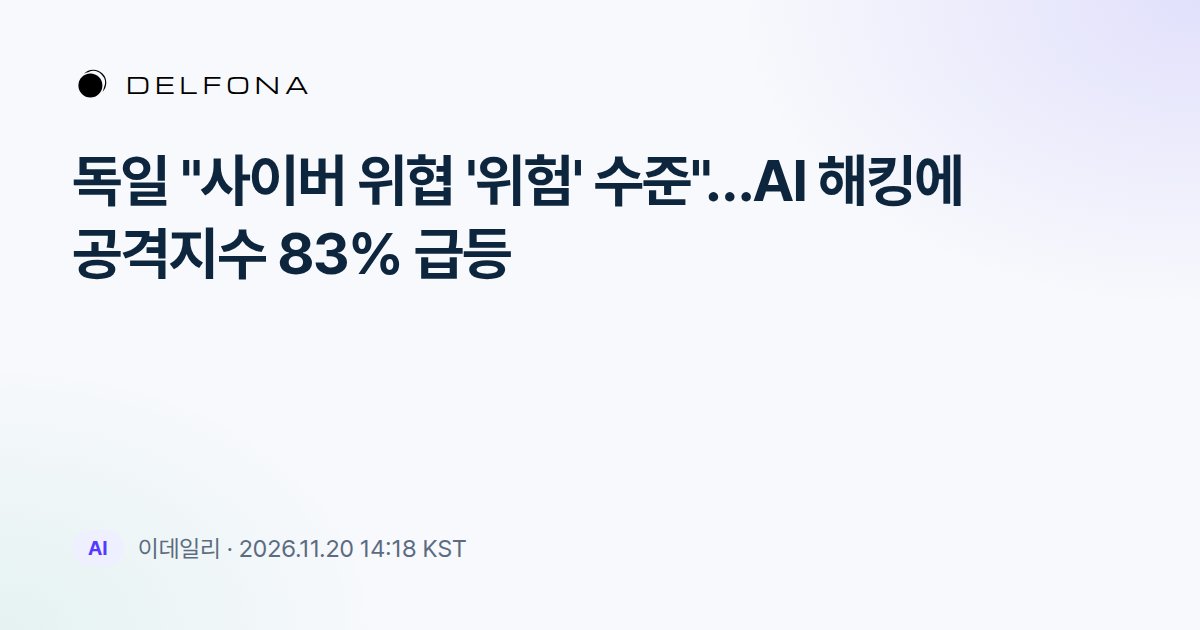 DELFONA
독일 "사이버 위협 '위험' 수준"...AI 해킹에
공격지수 83% 급등
AI 이데일리 · 2026.11.20 14:18 KST